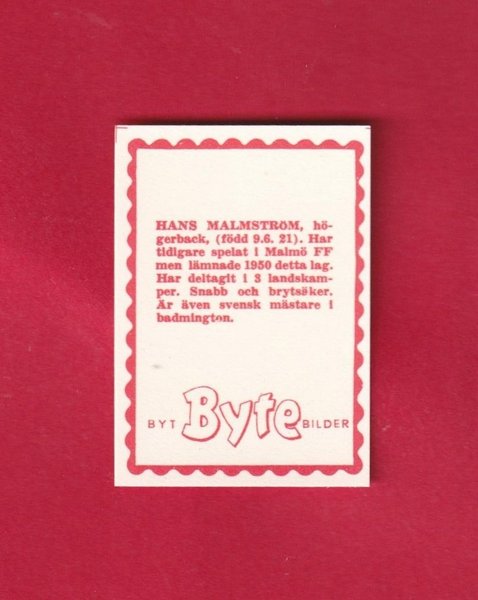 HANS MALMSTRÖM, hö-
gerback, (född 9.6. 21). Har
tidigare spelat i Malmö FF
men lämnade 1950 detta lag.
Har deltagit i 3 landskam-
per. Snabb och brytsäker.
Är även svensk mästare i
badmington.
BYT Byte BILDER